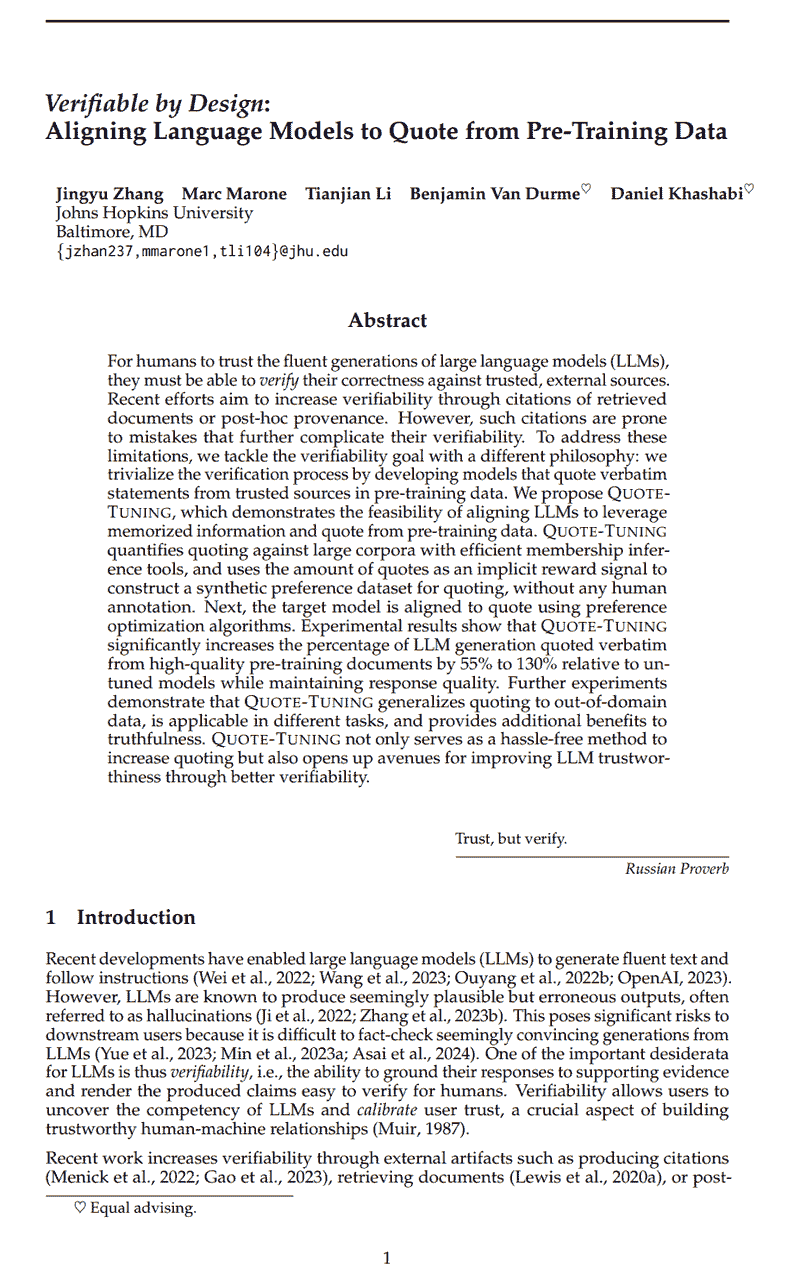 Verifiable by Design:
Aligning Language Models to Quote from Pre-Training Data
Jingyu Zhang Marc Marone Tianjian Li Benjamin Van Durme♡ Daniel Khashabi♡
Johns Hopkins University
Baltimore, MD
{jzhan237,mmarone1,tli104}@jhu.edu
Abstract
For humans to trust the fluent generations of large language models (LLMs),
they must be able to verify their correctness against trusted, external sources.
Recent efforts aim to increase verifiability through citations of retrieved
documents or post-hoc provenance. However, such citations are prone
to mistakes that further complicate their verifiability. To address these
limitations, we tackle the verifiability goal with a different philosophy: we
trivialize the verification process by developing models that quote verbatim
statements from trusted sources in pre-training data. We propose QUOTE-
TUNING, which demonstrates the feasibility of aligning LLMs to leverage
memorized information and quote from pre-training data. QUOTE-TUNING
quantifies quoting against large corpora with efficient membership infer-
ence tools, and uses the amount of quotes as an implicit reward signal to
construct a synthetic preference dataset for quoting, without any human
annotation. Next, the target model is aligned to quote using preference
optimization algorithms. Experimental results show that QUOTE-TUNING
significantly increases the percentage of LLM generation quoted verbatim
from high-quality pre-training documents by 55% to 130% relative to un-
tuned models while maintaining response quality. Further experiments
demonstrate that QUOTE-TUNING generalizes quoting to out-of-domain
data, is applicable in different tasks, and provides additional benefits to
truthfulness. QUOTE-TUNING not only serves as a hassle-free method to
increase quoting but also opens up avenues for improving LLM trustwor-
thiness through better verifiability.
Trust, but verify.
Russian Proverb
1 Introduction
Recent developments have enabled large language models (LLMs) to generate fluent text and
follow instructions (Wei et al., 2022; Wang et al., 2023; Ouyang et al., 2022b; OpenAI, 2023).
However, LLMs are known to produce seemingly plausible but erroneous outputs, often
referred to as hallucinations (Ji et al., 2022; Zhang et al., 2023b). This poses significant risks to
downstream users because it is difficult to fact-check seemingly convincing generations from
LLMs (Yue et al., 2023; Min et al., 2023a; Asai et al., 2024). One of the important desiderata
for LLMs is thus verifiability, i.e., the ability to ground their responses to supporting evidence
and render the produced claims easy to verify for humans. Verifiability allows users to
uncover the competency of LLMs and calibrate user trust, a crucial aspect of building
trustworthy human-machine relationships (Muir, 1987).
Recent work increases verifiability through external artifacts such as producing citations
(Menick et al., 2022; Gao et al., 2023), retrieving documents (Lewis et al., 2020a), or post-
♡ Equal advising.
1